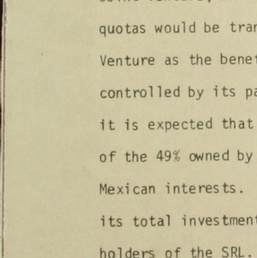 quotas would be tran
Venture as the bene
controlled by its pa
it is expected that
of the 49% owned by
Mexican interests.
its total investment
holders of the SRL.